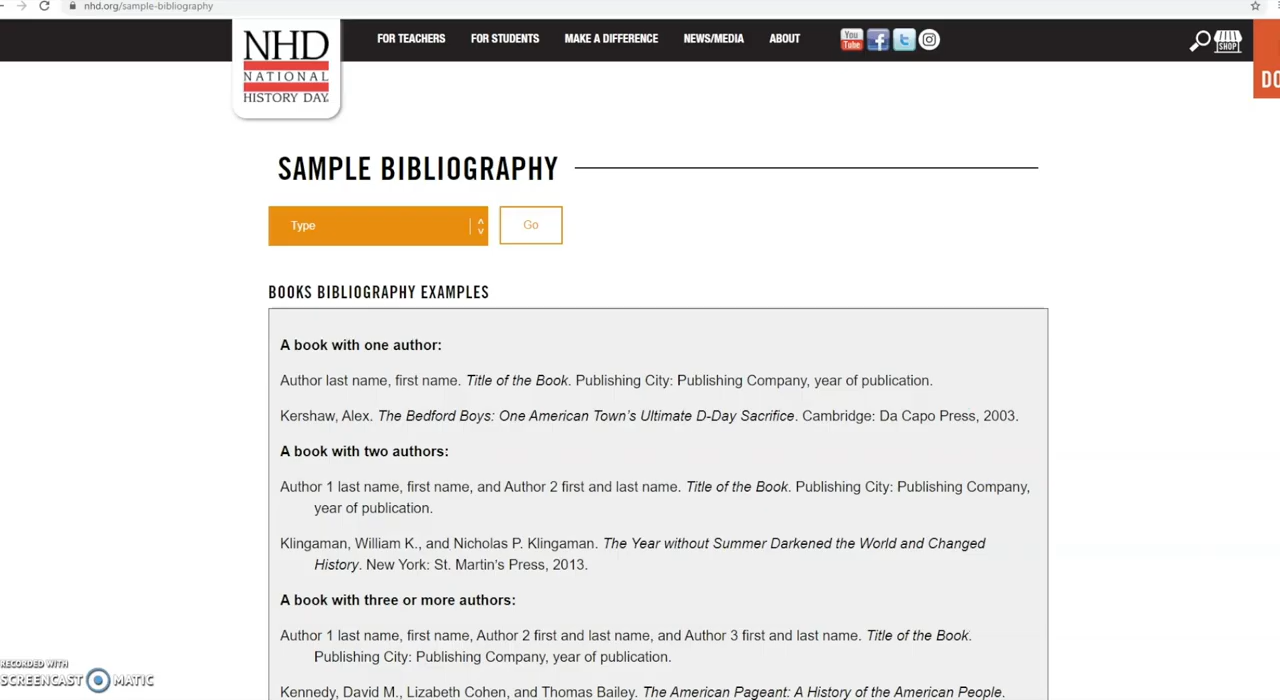 nhd.org/sample-bibliography
NHD
NATIONAL
HISTORY DAY
FOR TEACHERS FOR STUDENTS MAKE A DIFFERENCE NEWS/MEDIA ABOUT
You
Tube
SHOP
DO
SAMPLE BIBLIOGRAPHY
Type Go
BOOKS BIBLIOGRAPHY EXAMPLES
A book with one author:
Author last name, first name. Title of the Book. Publishing City: Publishing Company, year of publication.
Kershaw, Alex. The Bedford Boys: One American Town's Ultimate D-Day Sacrifice. Cambridge: Da Capo Press, 2003.
A book with two authors:
Author 1 last name, first name, and Author 2 first and last name. Title of the Book. Publishing City: Publishing Company,
year of publication.
Klingaman, William K., and Nicholas P. Klingaman. The Year without Summer Darkened the World and Changed
History. New York: St. Martin's Press, 2013.
A book with three or more authors:
Author 1 last name, first name, Author 2 first and last name, and Author 3 first and last name. Title of the Book.
Publishing City: Publishing Company, year of publication.
Kennedy, David M., Lizabeth Cohen, and Thomas Bailey. The American Pageant: A History of the American People.
RECORDED WITH
SCREENCAST MATIC